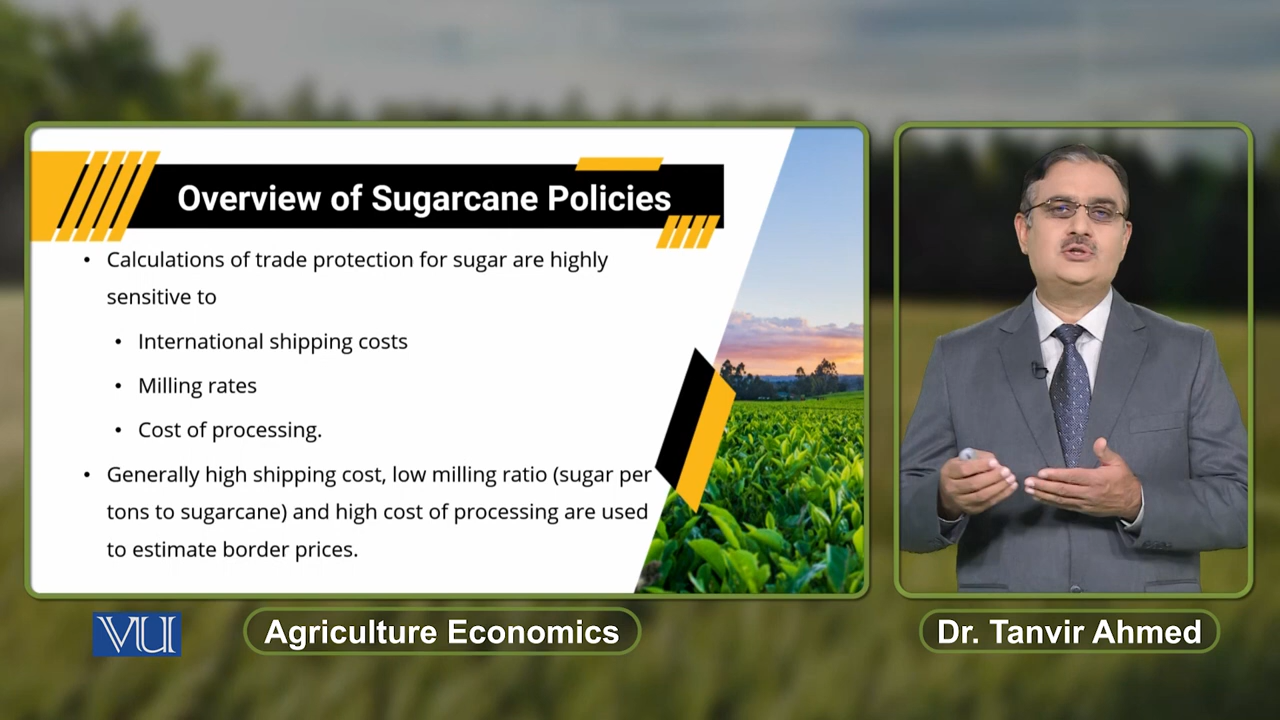 Overview of Sugarcane Policies
• Calculations of trade protection for sugar are highly
sensitive to
• International shipping costs
• Milling rates
• Cost of processing.
• Generally high shipping cost, low milling ratio (sugar per
tons to sugarcane) and high cost of processing are used
to estimate border prices.
VU
Agriculture Economics
Dr. Tanvir Ahmed